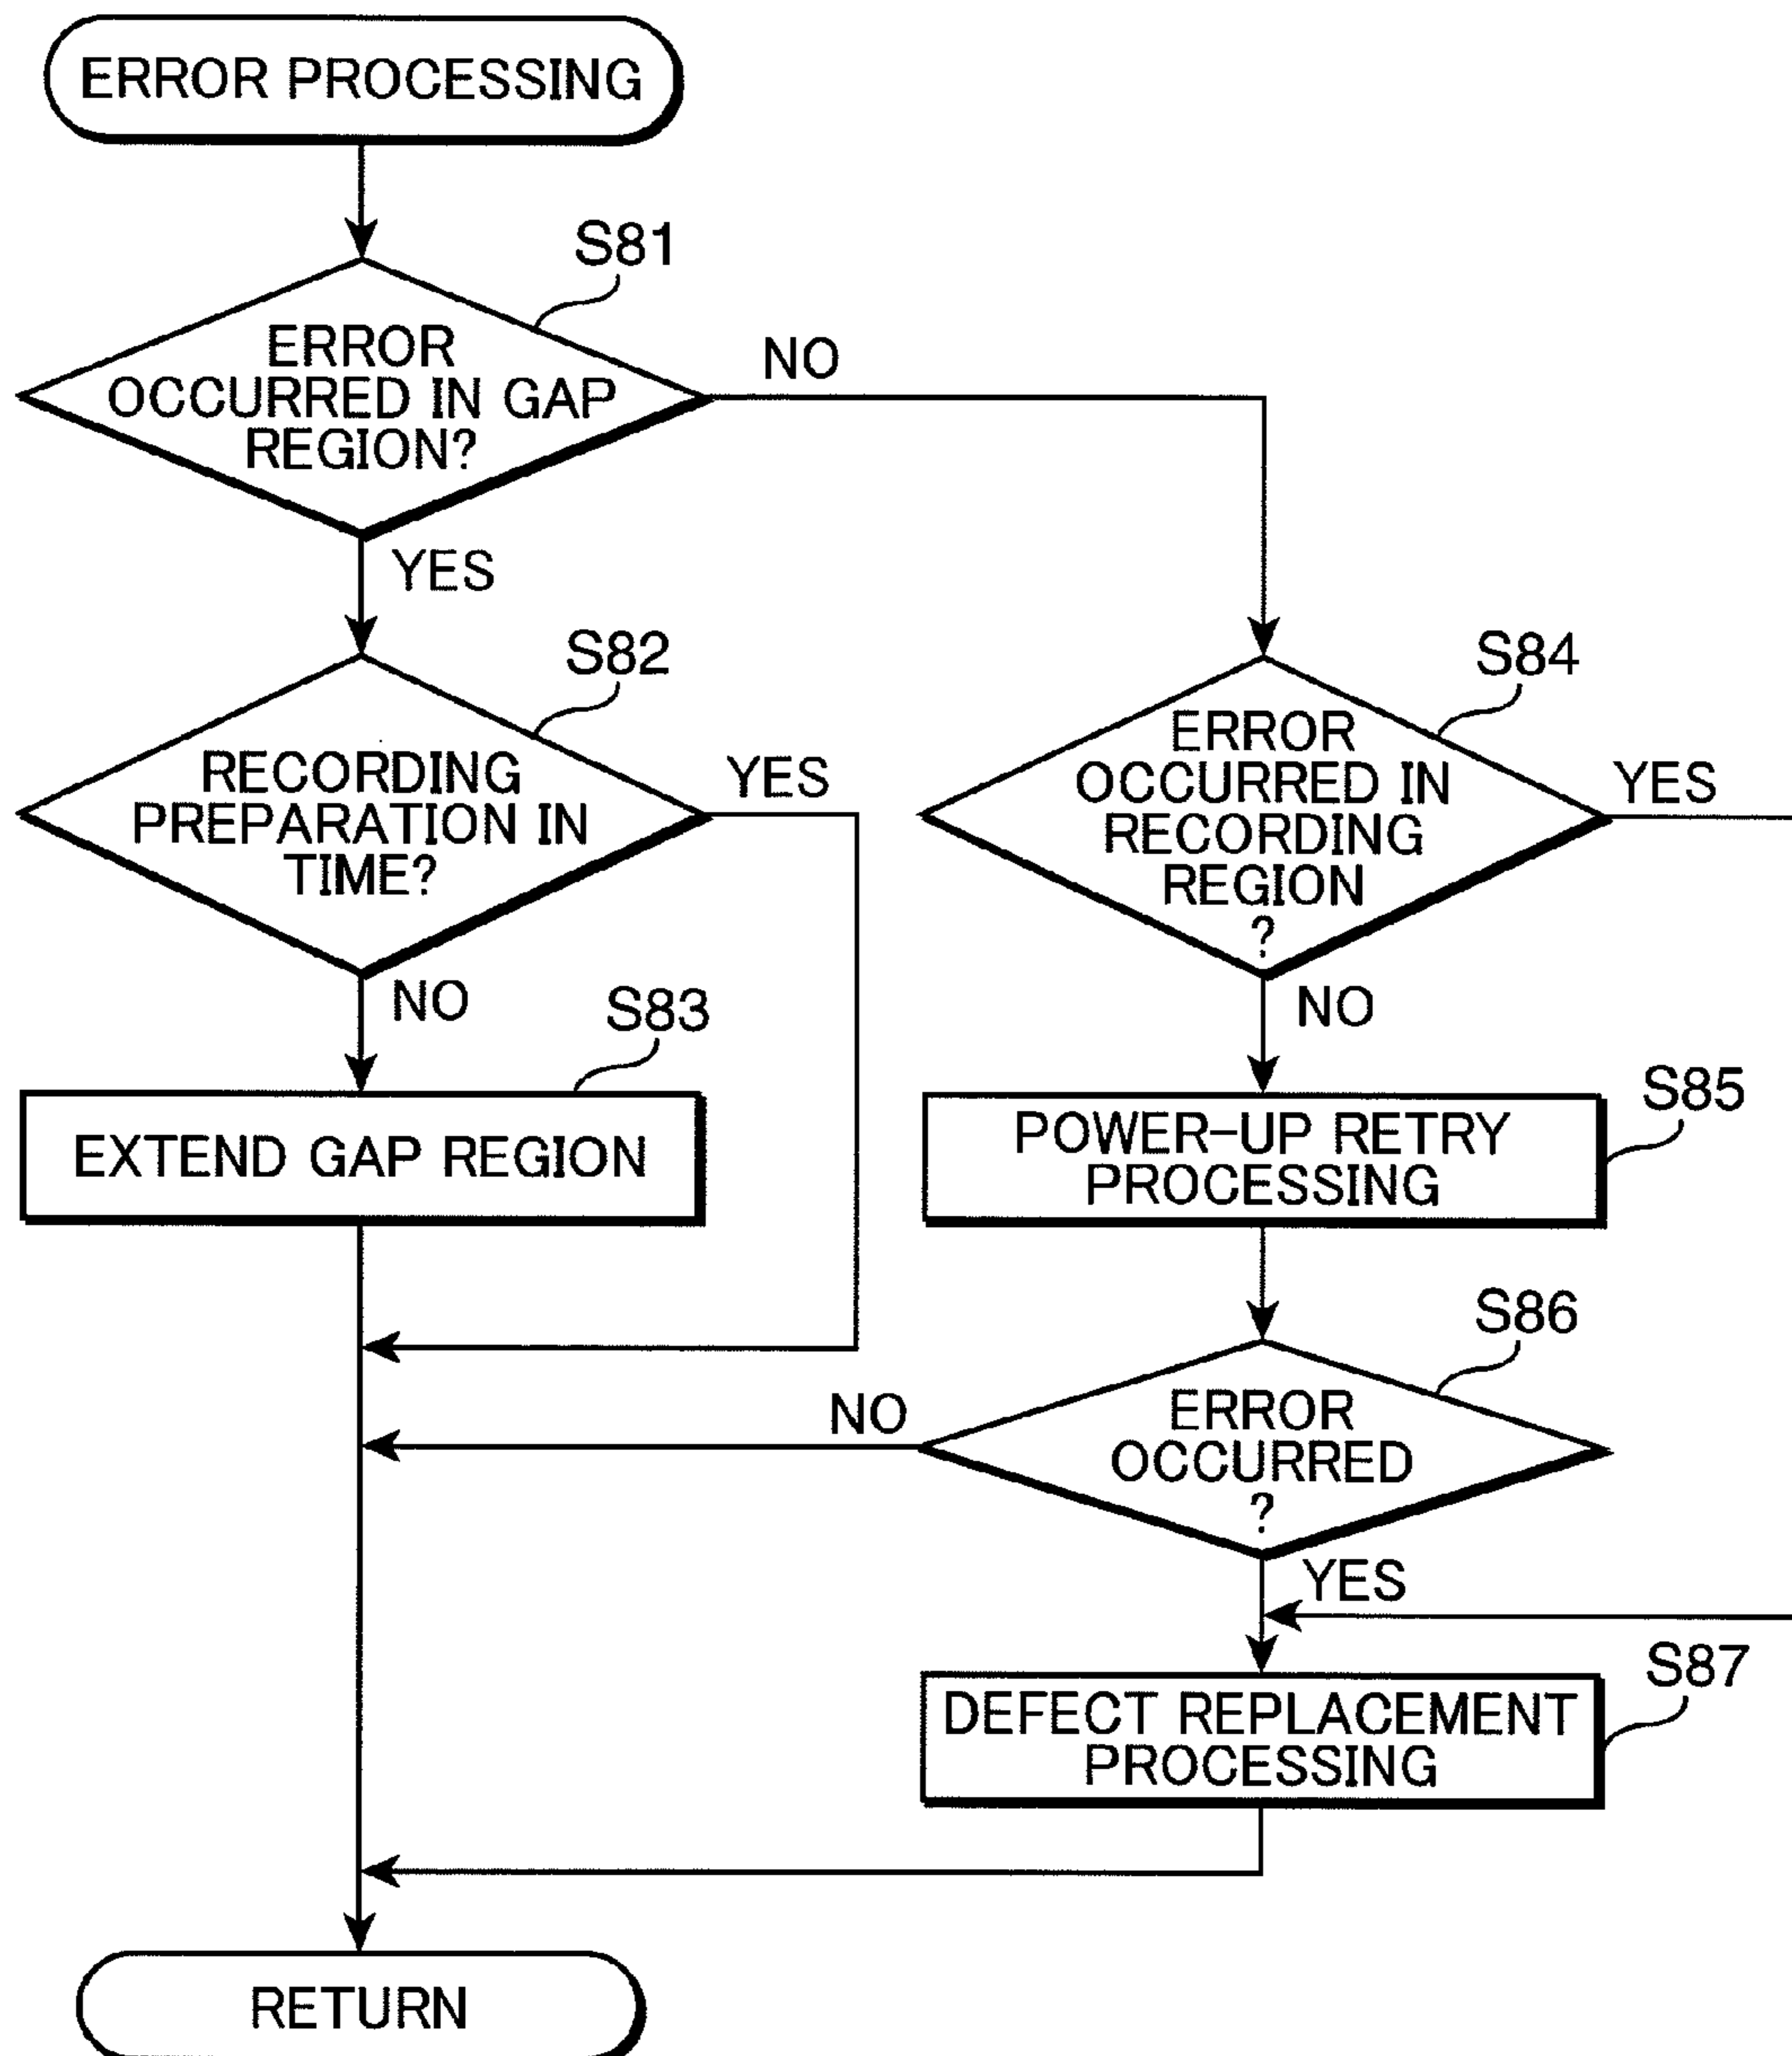 ERROR PROCESSING
S81
ERROR
OCCURRED IN GAP
REGION?
NO
YES
S82
RECORDING
PREPARATION IN
TIME?
YES
NO
S83
EXTEND GAP REGION
S84
ERROR
OCCURRED IN
RECORDING
REGION
?
YES
NO
S85
POWER-UP RETRY
PROCESSING
S86
ERROR
OCCURRED
?
NO
YES
S87
DEFECT REPLACEMENT
PROCESSING
RETURN